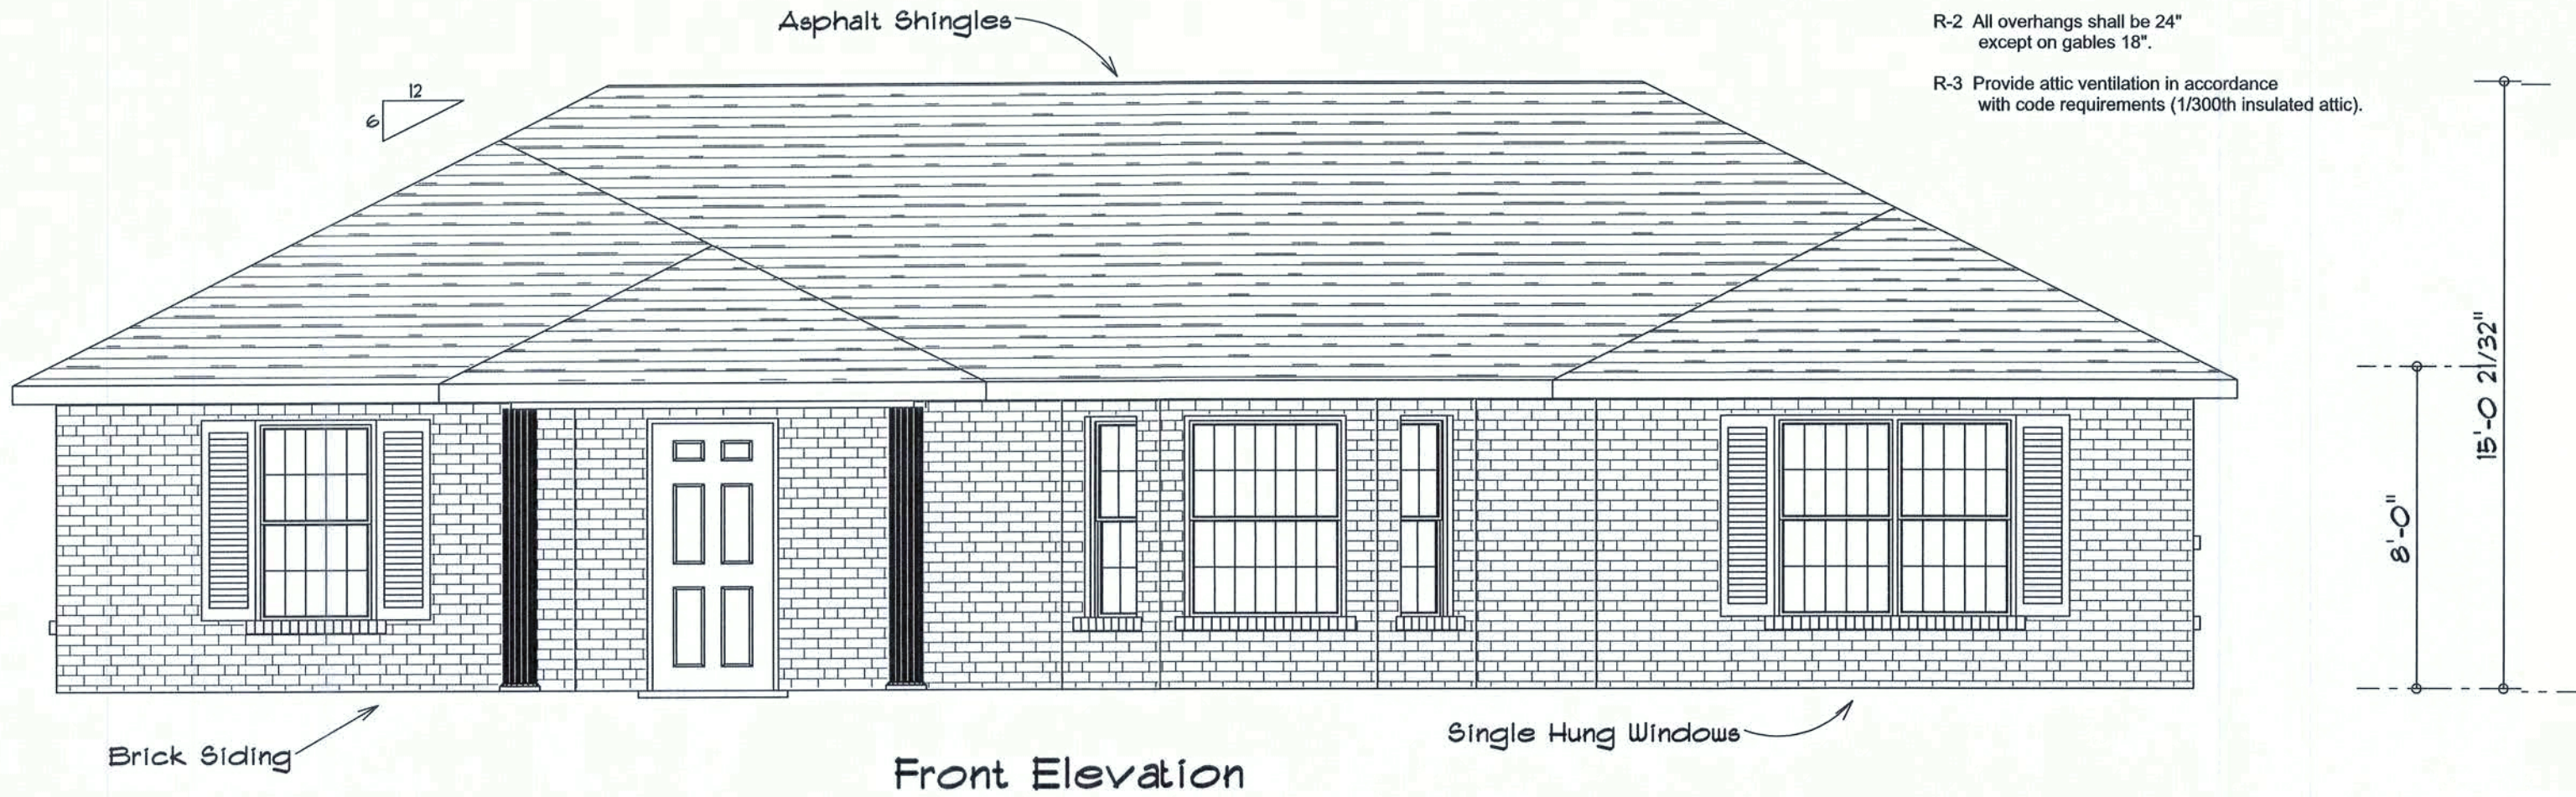 Asphalt Shingles
R-2 All overhangs shall be 24"
except on gables 18".
R-3 Provide attic ventilation in accordance
with code requirements (1/300th insulated attic).
12
6
15'-0 21/32"
8'-0"
Brick Siding
Single Hung Windows
Front Elevation